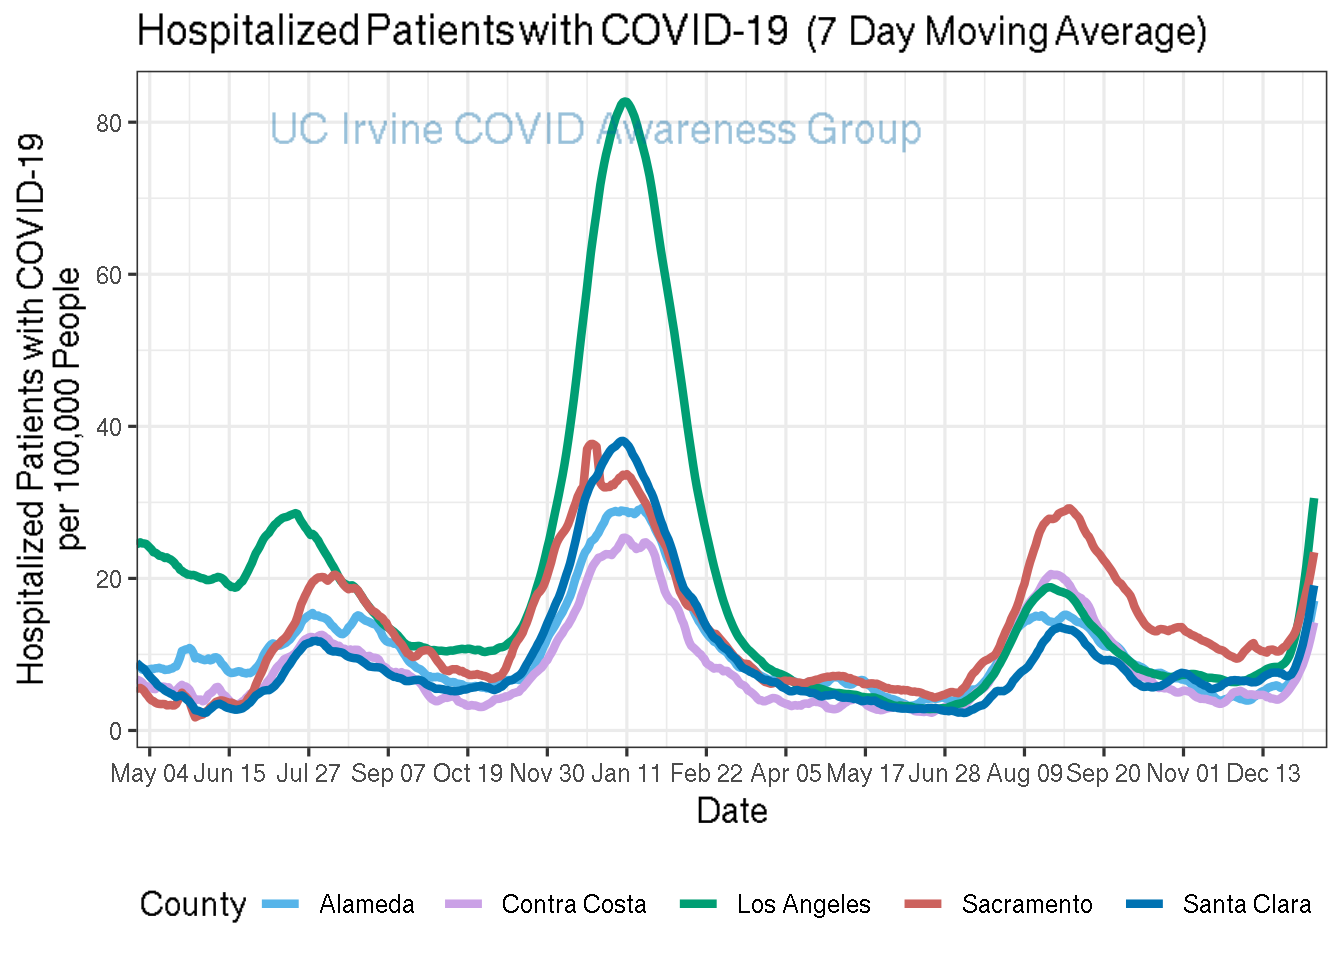 Hospitalized Patients with COVID-19 (7 Day Moving Average)
UC Irvine COVID Awareness Group
Hospitalized Patients with COVID-19
per 100,000 People
80
60
40
20
0
May 04 Jun 15 Jul 27 Sep 07 Oct 19 Nov 30 Jan 11 Feb 22 Apr 05 May 17 Jun 28 Aug 09 Sep 20 Nov 01 Dec 13
Date
County Alameda Contra Costa Los Angeles Sacramento Santa Clara